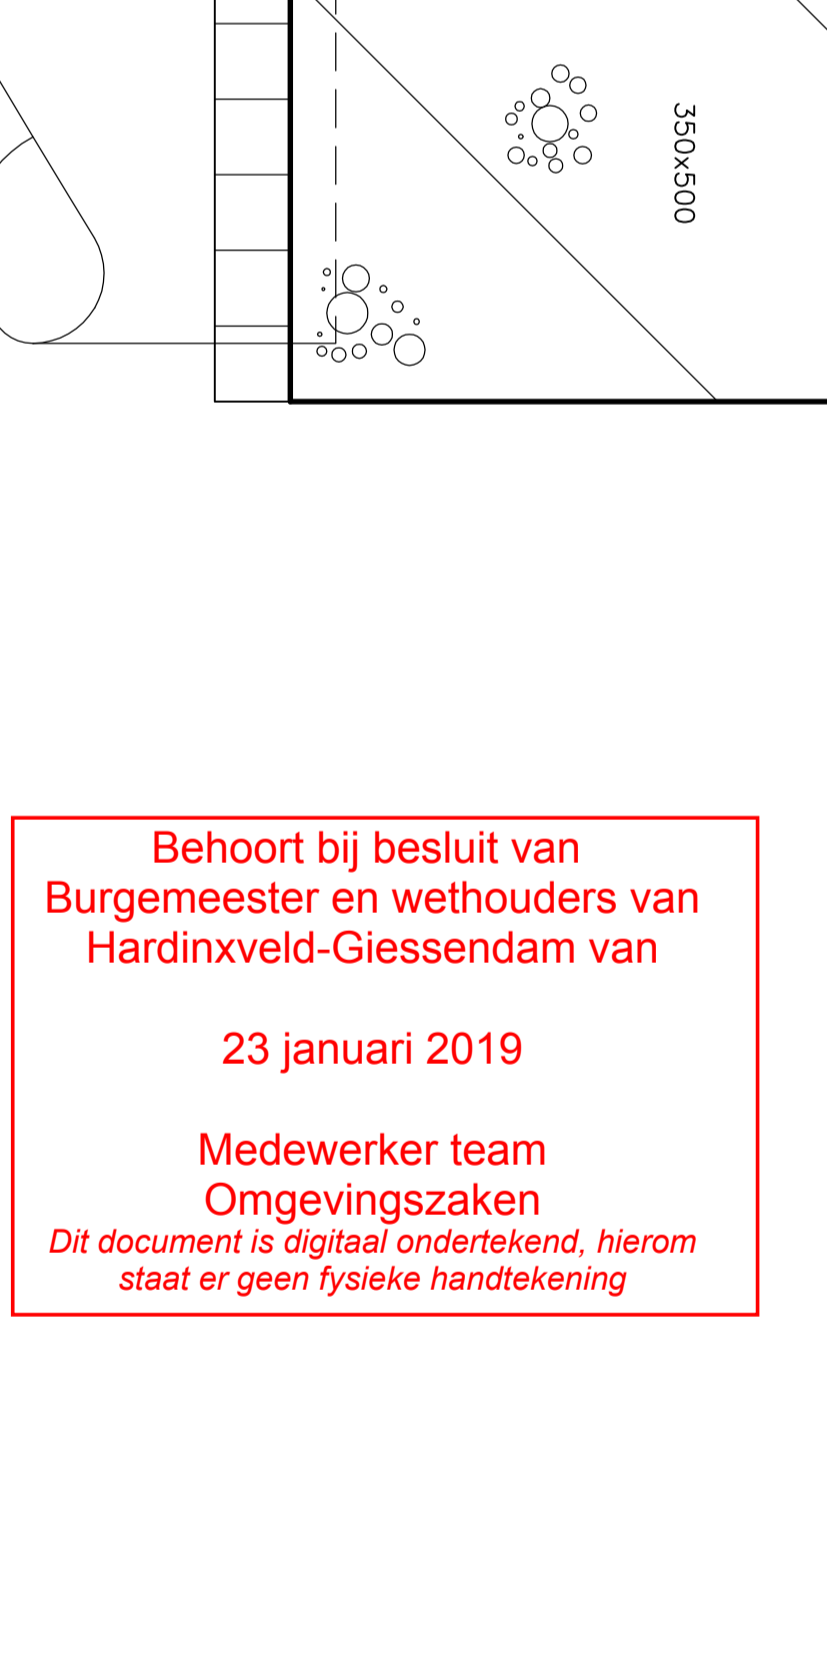 350x500
Behoort bij besluit van
Burgemeester en wethouders van
Hardinxveld-Giessendam van
23 januari 2019
Medewerker team
Omgevingszaken
Dit document is digitaal ondertekend, hierom
staat er geen fysieke handtekening